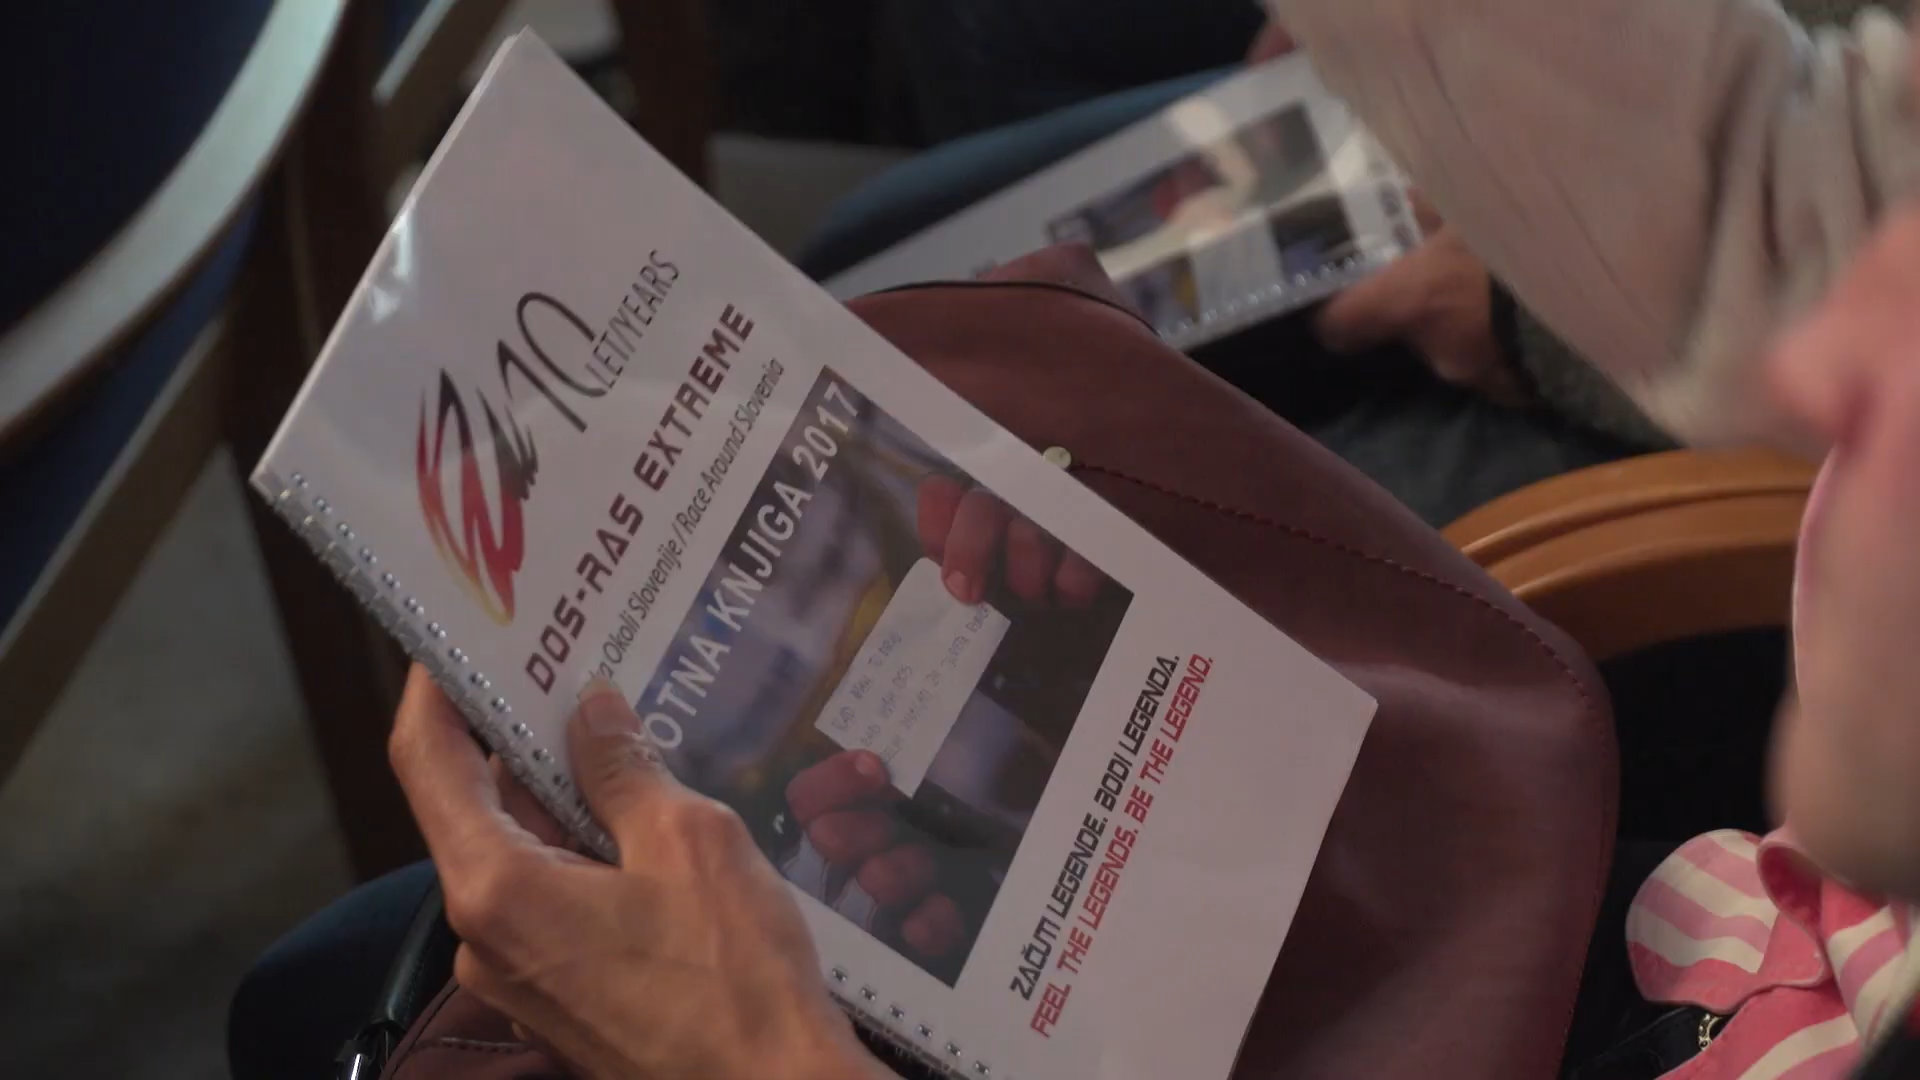 10 LET/YEARS
DOS-RAS EXTREME
Okoli Slovenije / Race Around Slovenia
OTNA KNJIGA 2017
ZAČUTI LEGENDE. BODI LEGENDA.
FEEL THE LEGENDS. BE THE LEGEND.